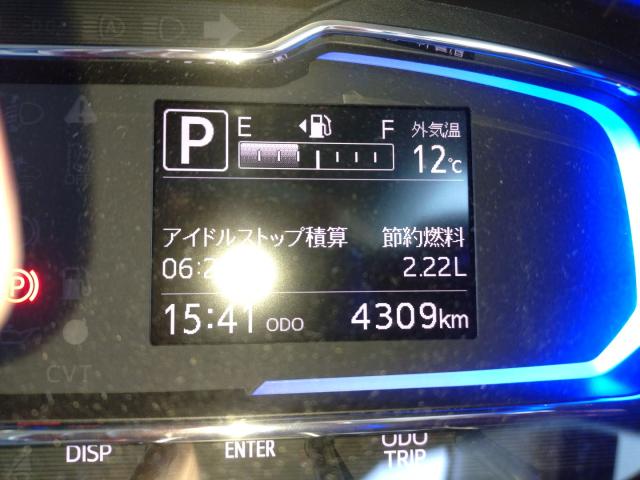 P E F 外気温
12℃
アイドルストップ積算 節約燃料
2.22L
15:41 ODO 4309km
CVT
DISP ENTER ODO
TRIP